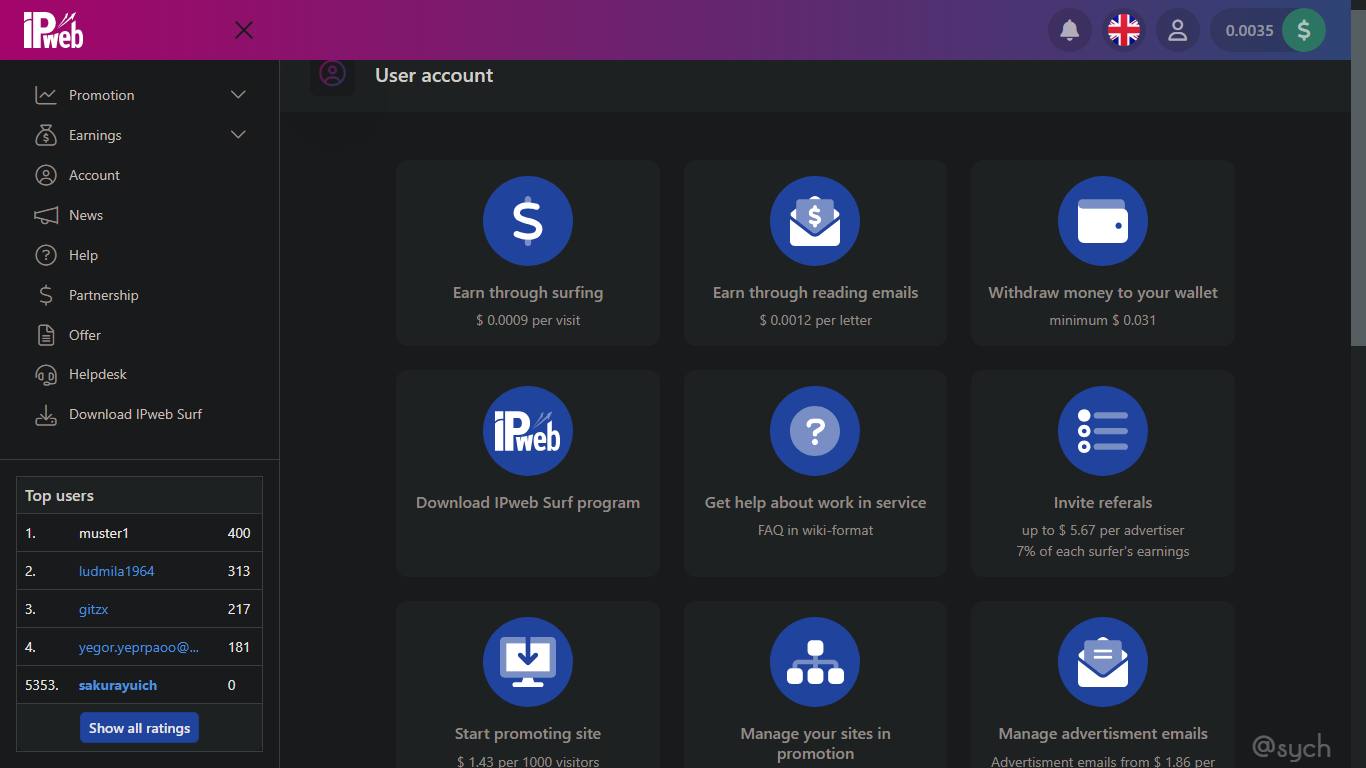 IPweb
0.0035 $
User account
Promotion
Earnings
Account
News
Help
Partnership
Offer
Helpdesk
Download IPweb Surf
Top users
1. muster1 400
2. ludmila1964 313
3. gitzx 217
4. yegor.yeprpaoo@... 181
5353. sakurayuich 0
Show all ratings
Earn through surfing
$ 0.0009 per visit
Earn through reading emails
$ 0.0012 per letter
Withdraw money to your wallet
minimum $ 0.031
IPweb
Download IPweb Surf program
?
Get help about work in service
FAQ in wiki-format
Invite referals
up to $ 5.67 per advertiser
7% of each surfer's earnings
Start promoting site
$ 1.43 per 1000 visitors
Manage your sites in
promotion
Manage advertisment emails
Advertisment emails from $ 1.86 per
@sych